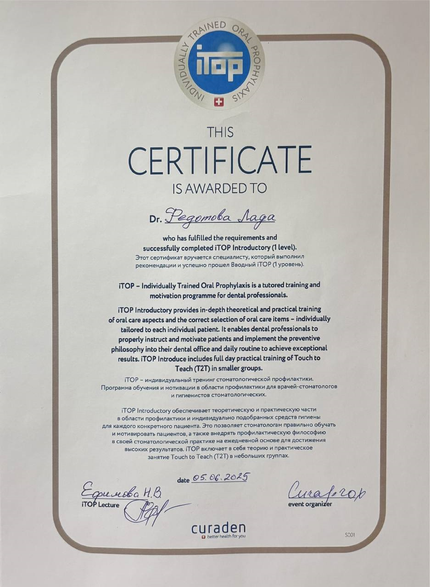 INDIVIDUALLY TRAINED ORAL PROPHYLAXIS
iTOP
THIS
CERTIFICATE
IS AWARDED TO
Dr. Федотова Лада
who has fulfilled the requirements and
successfully completed iTOP Introductory (1 level).
Этот сертификат вручается специалисту, который выполнил
рекомендации и успешно прошел Вводный iTOP (1 уровень).
iTOP – Individually Trained Oral Prophylaxis is a tutored training and
motivation programme for dental professionals.
iTOP Introductory provides in-depth theoretical and practical training
of oral care aspects and the correct selection of oral care items – individually
tailored to each individual patient. It enables dental professionals to
properly instruct and motivate patients and implement the preventive
philosophy into their dental office and daily routine to achieve exceptional
results. iTOP Introduce includes full day practical training of Touch to
Teach (T2T) in smaller groups.
iTOP – индивидуальный тренинг стоматологической профилактики.
Программа обучения и мотивации в области профилактики для врачей-стоматологов
и гигиенистов стоматологических.
iTOP Introductory обеспечивает теоретическую и практическую части
в области профилактики и индивидуально подобранных средств гигиены
для каждого конкретного пациента. Это позволяет стоматологам правильно обучать
и мотивировать пациентов, а также внедрять профилактическую философию
в своей стоматологической практике на ежедневной основе для достижения
высоких результатов. iTOP включает в себя теорию и практическое
занятие Touch to Teach (T2T) в небольших группах.
date 05.06.2025
Ефимова Н.В
iTOP Lecture
event organizer
curaden
better health for you